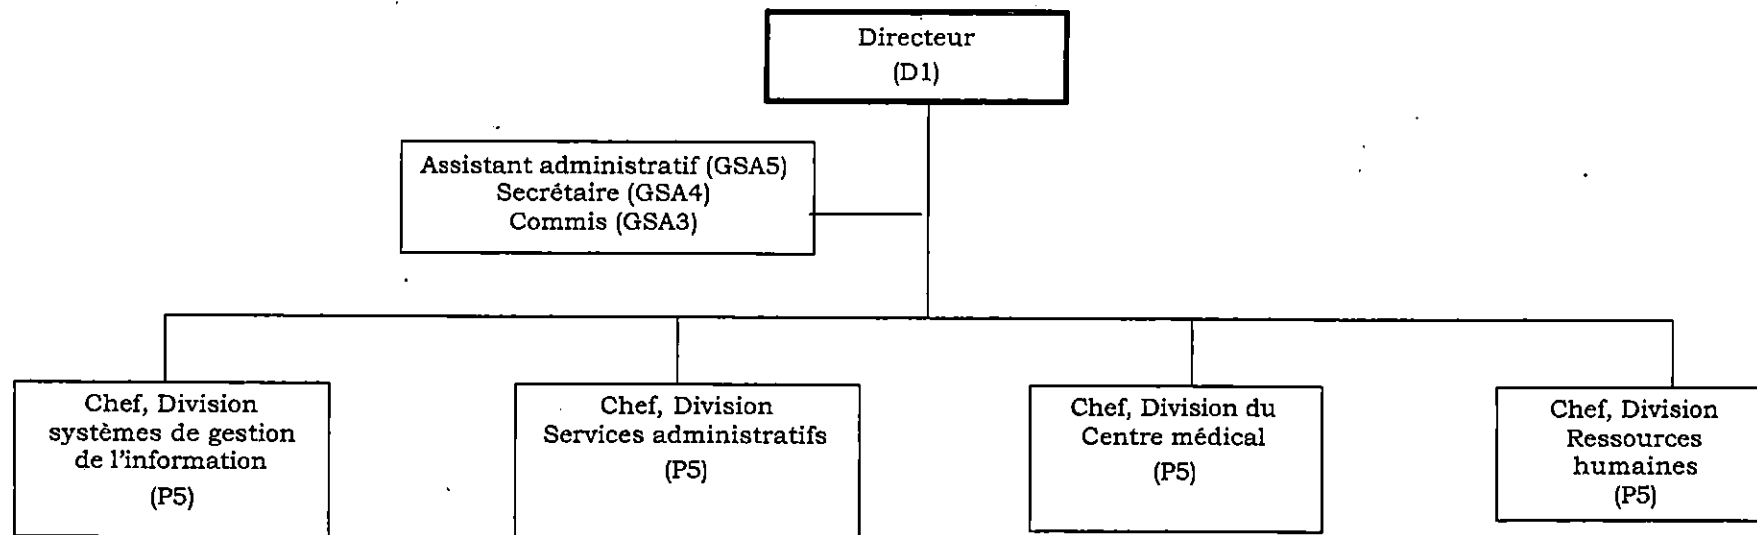 Directeur
(D1)
Assistant administratif (GSA5)
Secrétaire (GSA4)
Commis (GSA3)
Chef, Division
systèmes de gestion
de l'information
(P5)
Chef, Division
Services administratifs
(P5)
Chef, Division du
Centre médical
(P5)
Chef, Division
Ressources
humaines
(P5)